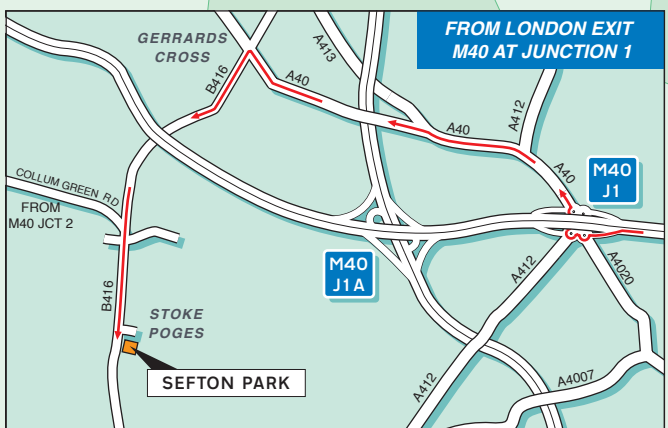 FROM LONDON EXIT
M40 AT JUNCTION 1
GERRARDS
CROSS
A413
B416
A40
A40
A412
A40
M40
J1
COLLUM GREEN RD
FROM
M40 JCT 2
M40
J1A
A412
A4020
B416
STOKE
POGES
SEFTON PARK
A412
A4007